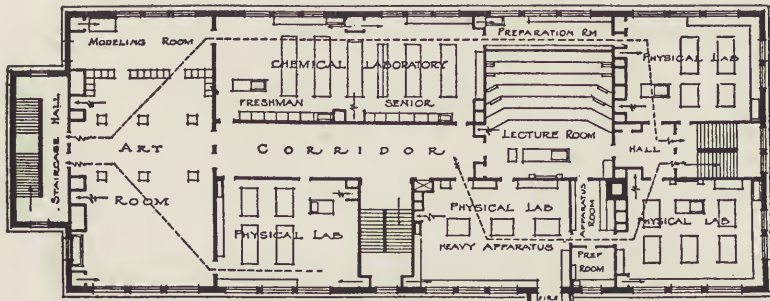 MODELING ROOM
PREPARATION RM
PHYSICAL LAB
CHEMICAL LABORATORY
FRESHMAN
SENIOR
STAIRCASE HALL
LECTURE ROOM
HALL
ART
ROOM
CORRIDOR
PHYSICAL LAB
PHYSICAL LAB
HEAVY APPARATUS
APPARATUS
ROOM
PREP
ROOM
PHYSICAL LAB